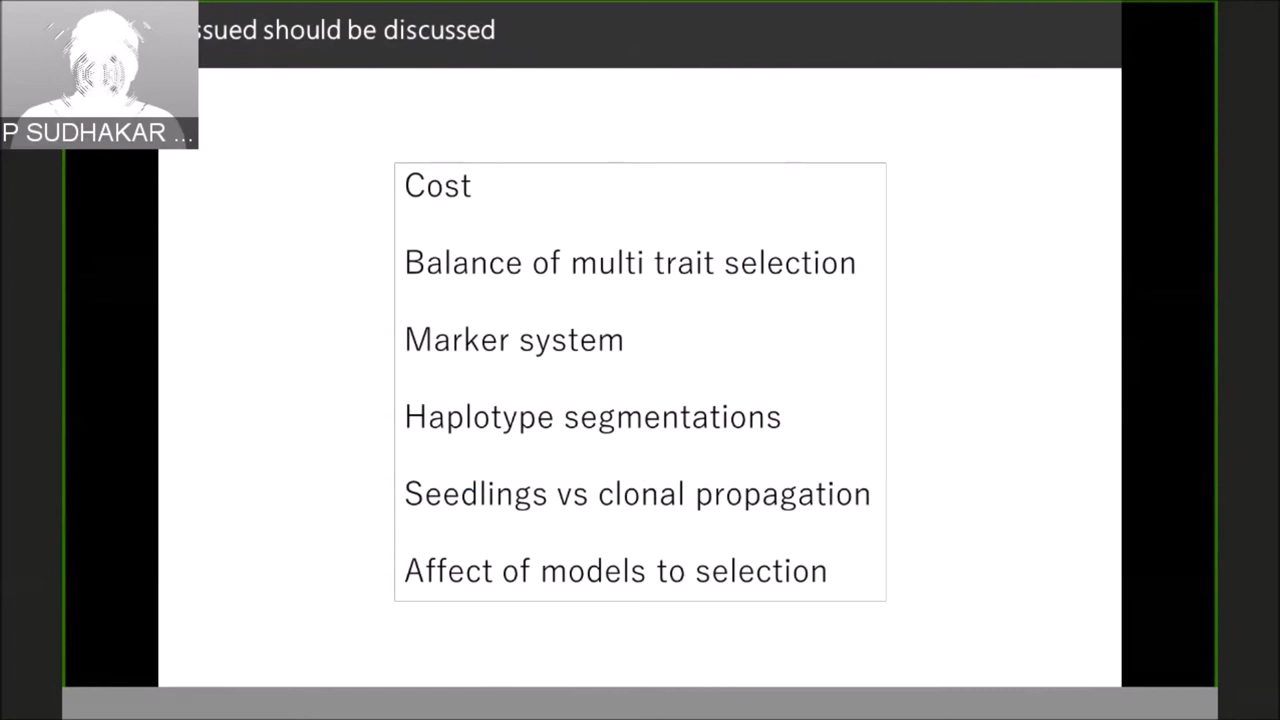 ssued should be discussed
P SUDHAKAR ...
Cost
Balance of multi trait selection
Marker system
Haplotype segmentations
Seedlings vs clonal propagation
Affect of models to selection